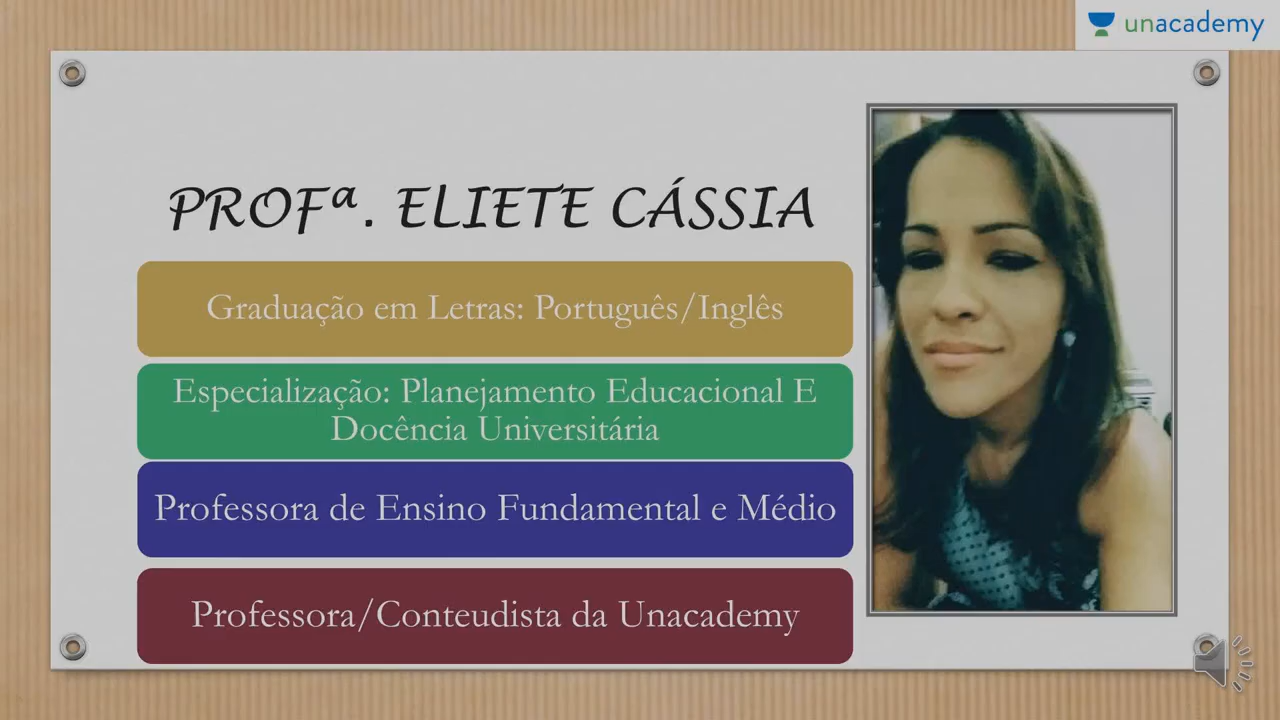 unacademy
PROFª. ELIETE CÁSSIA
Graduação em Letras: Português/Inglês
Especialização: Planejamento Educacional E
Docência Universitária
Professora de Ensino Fundamental e Médio
Professora/Conteudista da Unacademy